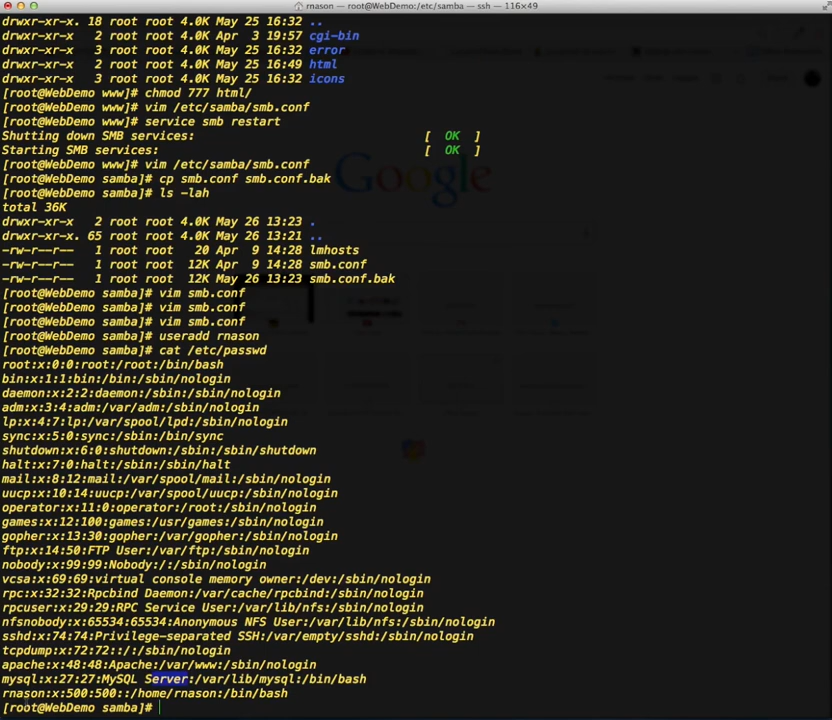 rnason — root@WebDemo:/etc/samba — ssh — 116×49
drwxr-xr-x. 18 root root 4.0K May 25 16:32 ..
drwxr-xr-x 2 root root 4.0K Apr 3 19:57 cgi-bin
drwxr-xr-x 3 root root 4.0K May 25 16:32 error
drwxr-xr-x 2 root root 4.0K May 25 16:49 html
drwxr-xr-x 3 root root 4.0K May 25 16:32 icons
[root@WebDemo www]# chmod 777 html/
[root@WebDemo www]# vim /etc/samba/smb.conf
[root@WebDemo www]# service smb restart
Shutting down SMB services: [ OK ]
Starting SMB services: [ OK ]
[root@WebDemo www]# vim /etc/samba/smb.conf
[root@WebDemo samba]# cp smb.conf smb.conf.bak
[root@WebDemo samba]# ls -lah
total 36K
drwxr-xr-x 2 root root 4.0K May 26 13:23 .
drwxr-xr-x. 65 root root 4.0K May 26 13:21 ..
-rw-r--r-- 1 root root 20 Apr 9 14:28 lmhosts
-rw-r--r-- 1 root root 12K Apr 9 14:28 smb.conf
-rw-r--r-- 1 root root 12K May 26 13:23 smb.conf.bak
[root@WebDemo samba]# vim smb.conf
[root@WebDemo samba]# vim smb.conf
[root@WebDemo samba]# vim smb.conf
[root@WebDemo samba]# useradd rnason
[root@WebDemo samba]# cat /etc/passwd
root:x:0:0:root:/root:/bin/bash
bin:x:1:1:bin:/bin:/sbin/nologin
daemon:x:2:2:daemon:/sbin:/sbin/nologin
adm:x:3:4:adm:/var/adm:/sbin/nologin
lp:x:4:7:lp:/var/spool/lpd:/sbin/nologin
sync:x:5:0:sync:/sbin:/bin/sync
shutdown:x:6:0:shutdown:/sbin:/sbin/shutdown
halt:x:7:0:halt:/sbin:/sbin/halt
mail:x:8:12:mail:/var/spool/mail:/sbin/nologin
uucp:x:10:14:uucp:/var/spool/uucp:/sbin/nologin
operator:x:11:0:operator:/root:/sbin/nologin
games:x:12:100:games:/usr/games:/sbin/nologin
gopher:x:13:30:gopher:/var/gopher:/sbin/nologin
ftp:x:14:50:FTP User:/var/ftp:/sbin/nologin
nobody:x:99:99:Nobody:/:/sbin/nologin
vcsa:x:69:69:virtual console memory owner:/dev:/sbin/nologin
rpc:x:32:32:Rpcbind Daemon:/var/cache/rpcbind:/sbin/nologin
rpcuser:x:29:29:RPC Service User:/var/lib/nfs:/sbin/nologin
nfsnobody:x:65534:65534:Anonymous NFS User:/var/lib/nfs:/sbin/nologin
sshd:x:74:74:Privilege-separated SSH:/var/empty/sshd:/sbin/nologin
tcpdump:x:72:72::/:/sbin/nologin
apache:x:48:48:Apache:/var/www:/sbin/nologin
mysql:x:27:27:MySQL Server:/var/lib/mysql:/bin/bash
rnason:x:500:500::/home/rnason:/bin/bash
[root@WebDemo samba]#
Google